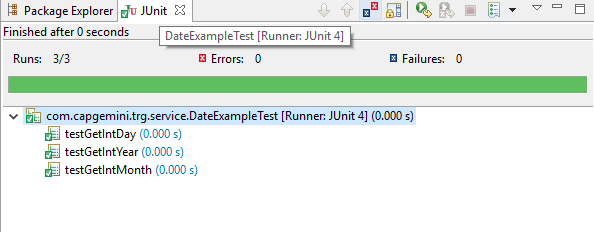 Package Explorer JUnit
Finished after 0 seconds
DateExampleTest [Runner: JUnit 4]
Runs: 3/3 Errors: 0 Failures: 0
com.capgemini.trg.service.DateExampleTest [Runner: JUnit 4] (0.000 s)
testGetIntDay (0.000 s)
testGetIntYear (0.000 s)
testGetIntMonth (0.000 s)